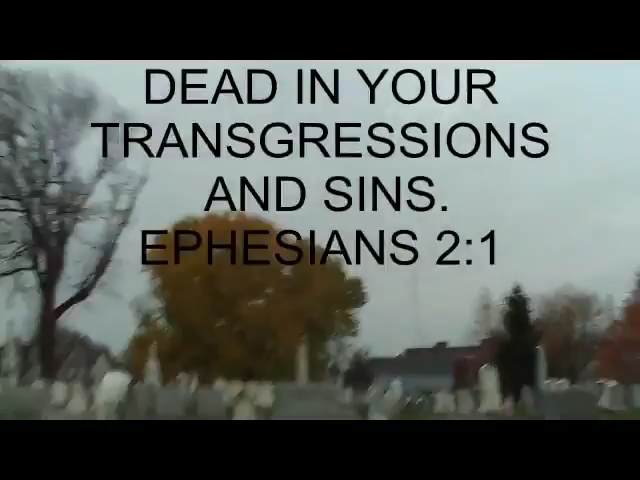 DEAD IN YOUR
TRANSGRESSIONS
AND SINS.
EPHESIANS 2:1